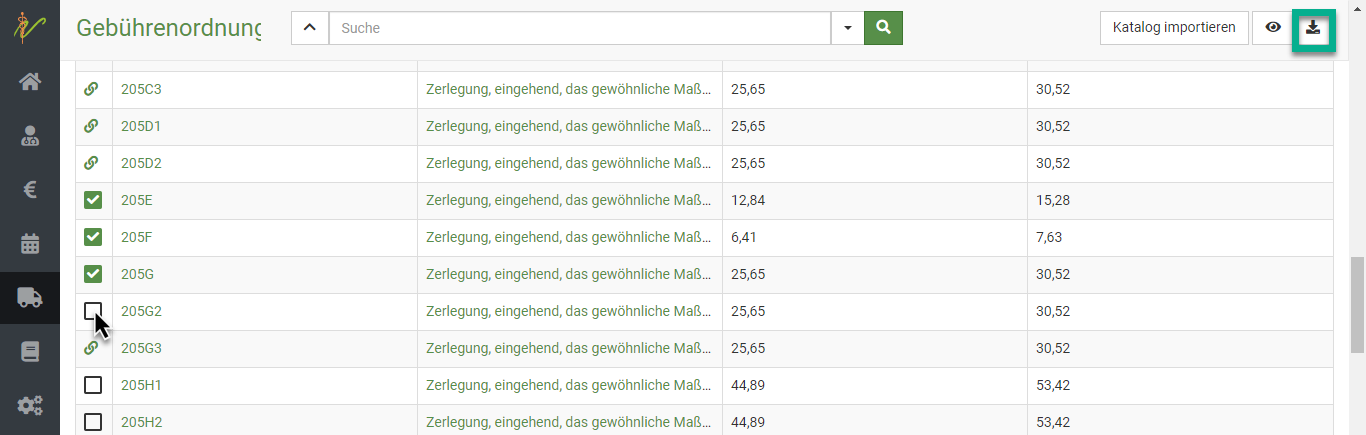 Gebührenordnung
Suche
Katalog importieren
205C3 Zerlegung, eingehend, das gewöhnliche Maß... 25,65 30,52
205D1 Zerlegung, eingehend, das gewöhnliche Maß... 25,65 30,52
205D2 Zerlegung, eingehend, das gewöhnliche Maß... 25,65 30,52
205E Zerlegung, eingehend, das gewöhnliche Maß... 12,84 15,28
205F Zerlegung, eingehend, das gewöhnliche Maß... 6,41 7,63
205G Zerlegung, eingehend, das gewöhnliche Maß... 25,65 30,52
205G2 Zerlegung, eingehend, das gewöhnliche Maß... 25,65 30,52
205G3 Zerlegung, eingehend, das gewöhnliche Maß... 25,65 30,52
205H1 Zerlegung, eingehend, das gewöhnliche Maß... 44,89 53,42
205H2 Zerlegung, eingehend, das gewöhnliche Maß... 44,89 53,42